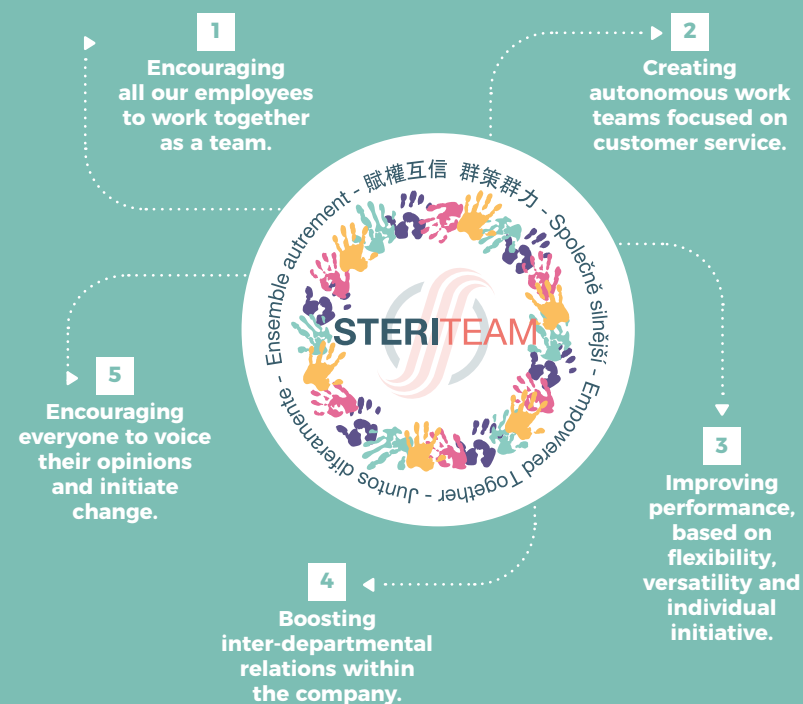 1
Encouraging
all our employees
to work together
as a team.
2
Creating
autonomous work
teams focused on
customer service.
Ensemble autrement - 賦權互信 群策群力 - Společně silnější - Empowered Together - Juntos diferamente -
STERITEAM
3
Improving
performance,
based on
flexibility,
versatility and
individual
initiative.
4
Boosting
inter-departmental
relations within
the company.
5
Encouraging
everyone to voice
their opinions
and initiate
change.